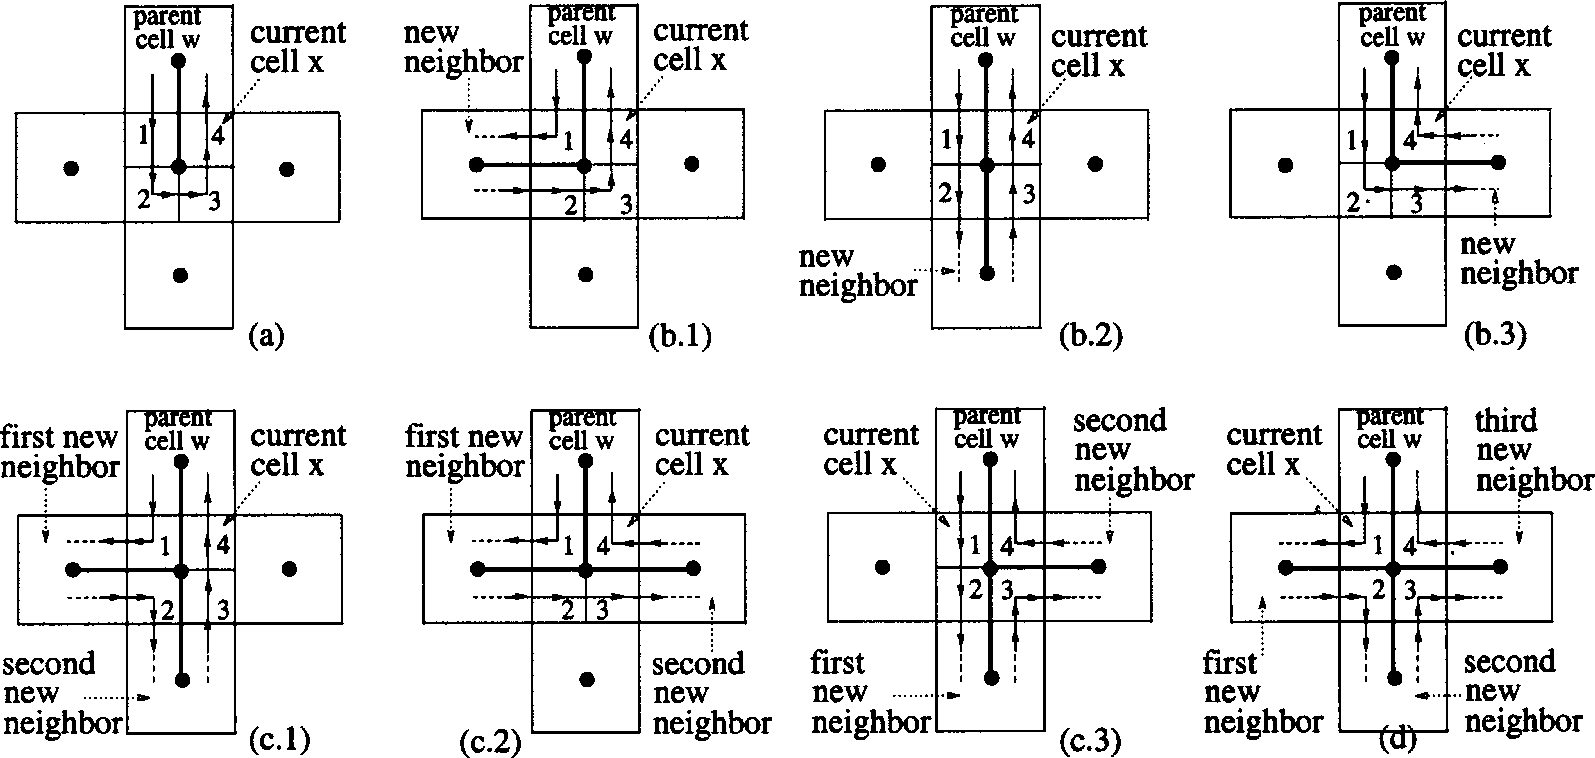 parent
cell w
current
cell x
1
4
2
3
(a)
new
neighbor
parent
cell w
current
cell x
1
4
2
3
(b.1)
parent
cell w
current
cell x
1
4
2
3
new
neighbor
(b.2)
parent
cell w
current
cell x
1
4
2
3
new
neighbor
(b.3)
first new
neighbor
parent
cell w
current
cell x
1
4
2
3
second
new
neighbor
(c.1)
first new
neighbor
parent
cell w
current
cell x
1
4
2
3
second
new
neighbor
(c.2)
current
cell x
parent
cell w
second
new
neighbor
1
4
2
3
first
new
neighbor
(c.3)
current
cell x
parent
cell w
third
new
neighbor
1
4
2
3
first
new
neighbor
second
new
neighbor
(d)